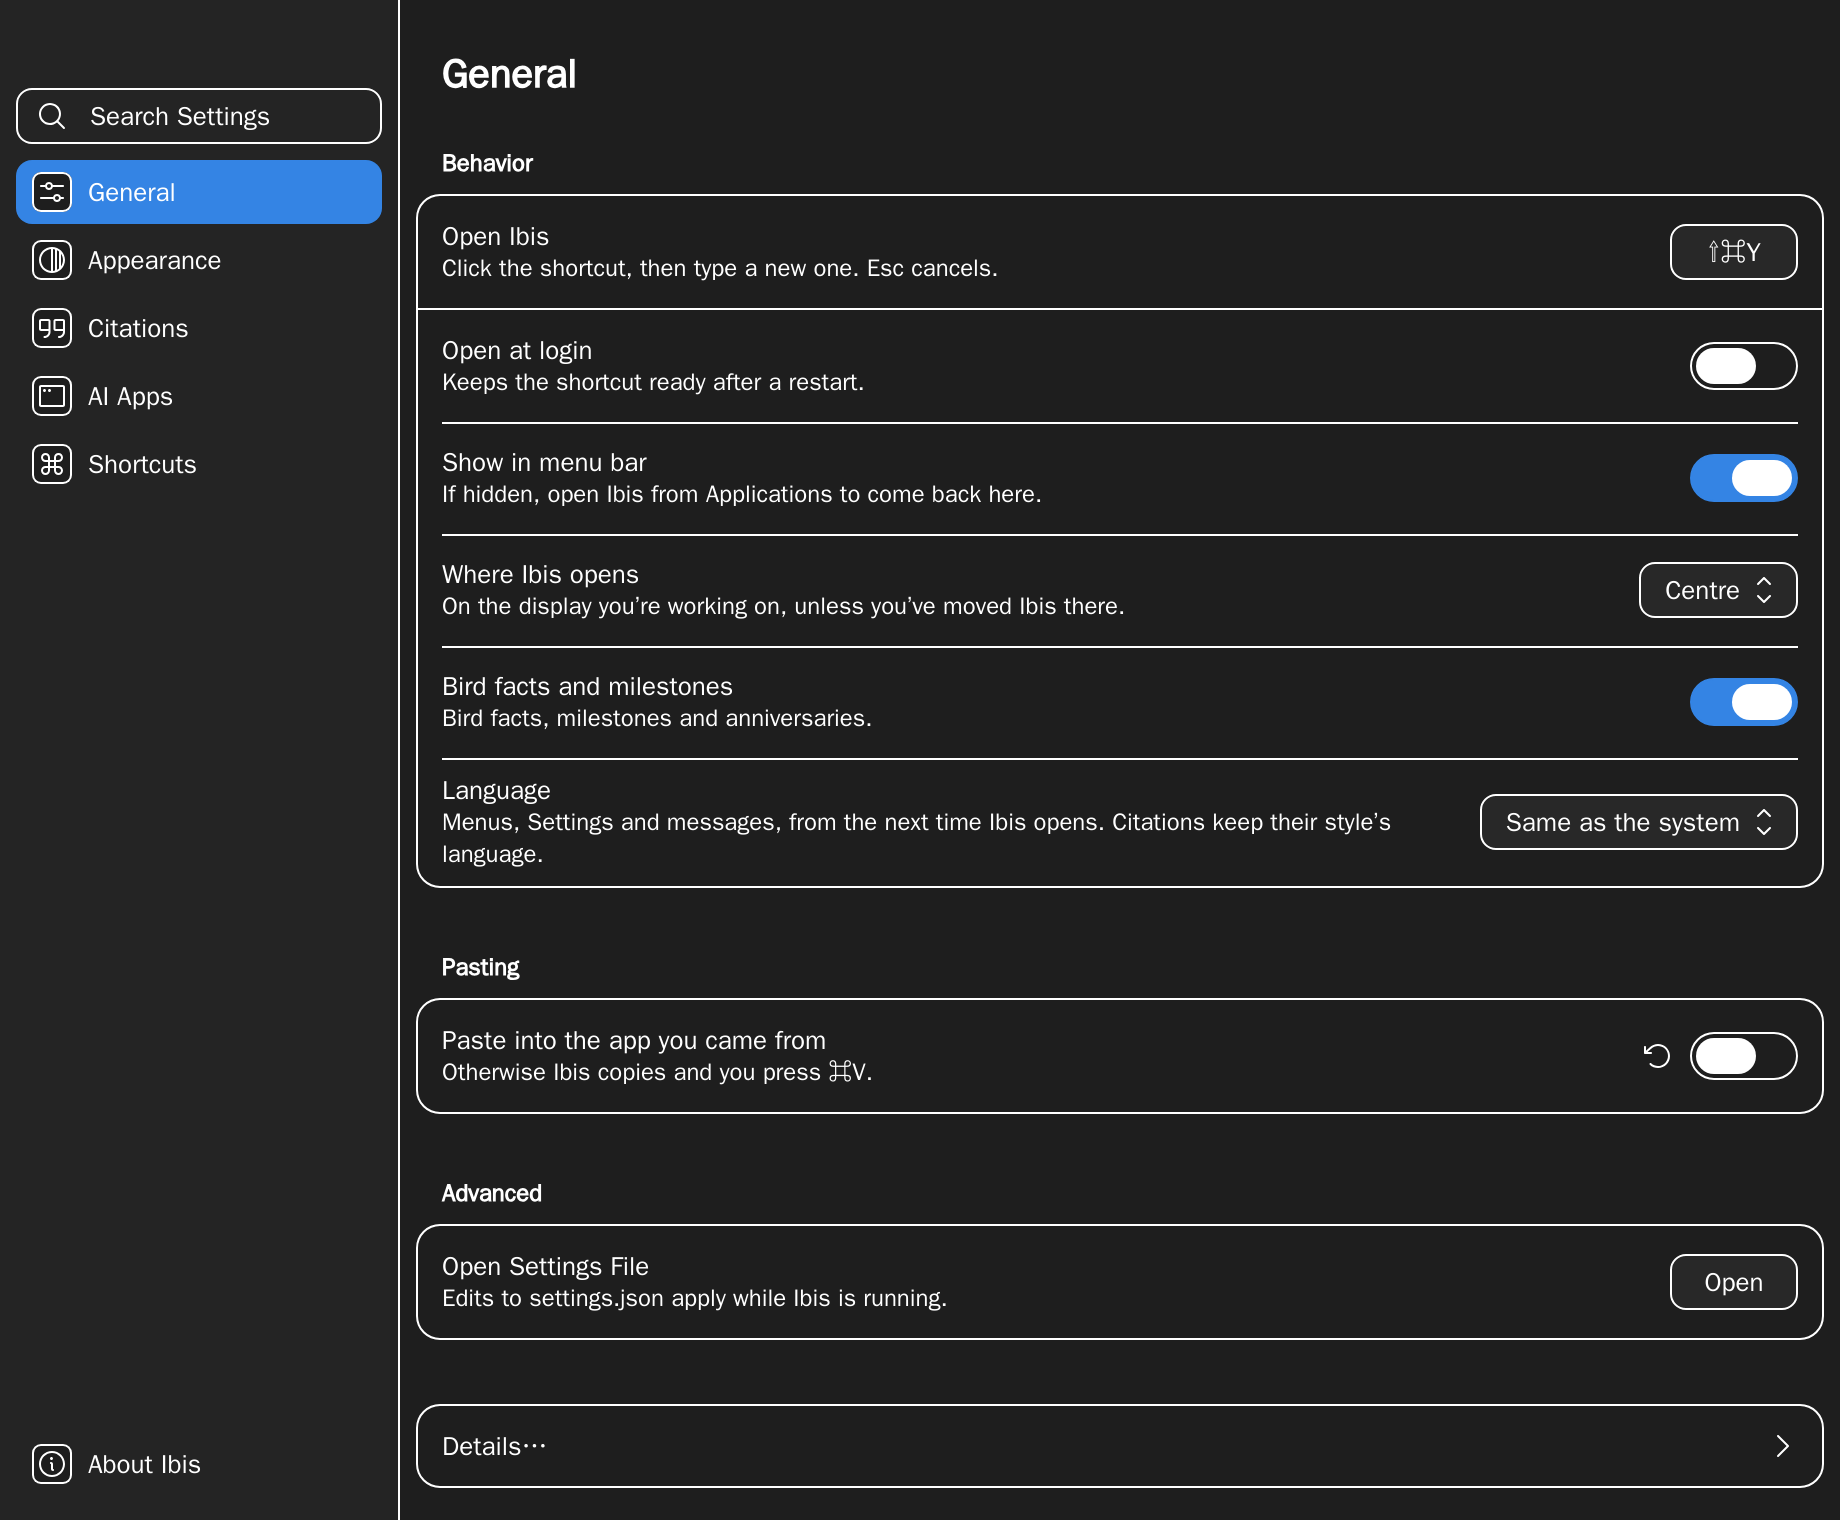 Search Settings
General
Appearance
Citations
AI Apps
Shortcuts
About Ibis
General
Behavior
Open Ibis
Click the shortcut, then type a new one. Esc cancels.
⇧⌘Y
Open at login
Keeps the shortcut ready after a restart.
Show in menu bar
If hidden, open Ibis from Applications to come back here.
Where Ibis opens
On the display you’re working on, unless you’ve moved Ibis there.
Centre
Bird facts and milestones
Bird facts, milestones and anniversaries.
Language
Menus, Settings and messages, from the next time Ibis opens. Citations keep their style’s
language.
Same as the system
Pasting
Paste into the app you came from
Otherwise Ibis copies and you press ⌘V.
Advanced
Open Settings File
Edits to settings.json apply while Ibis is running.
Open
Details…